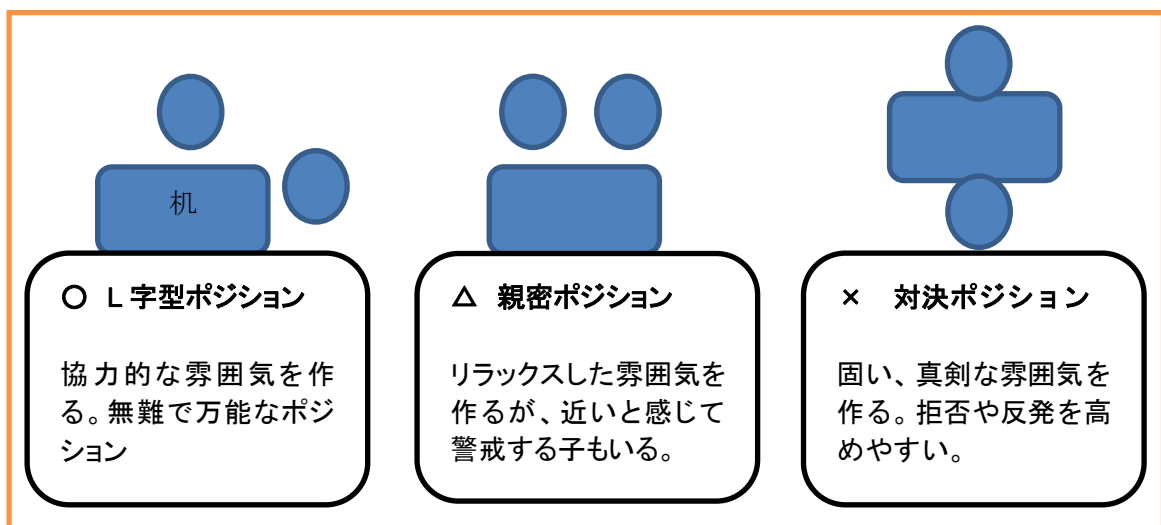 机
○ L字型ポジション
協力的な雰囲気を作
る。無難で万能なポジ
ション
△ 親密ポジション
リラックスした雰囲気を
作るが、近いと感じて
警戒する子もいる。
× 対決ポジション
固い、真剣な雰囲気を
作る。拒否や反発を高
めやすい。